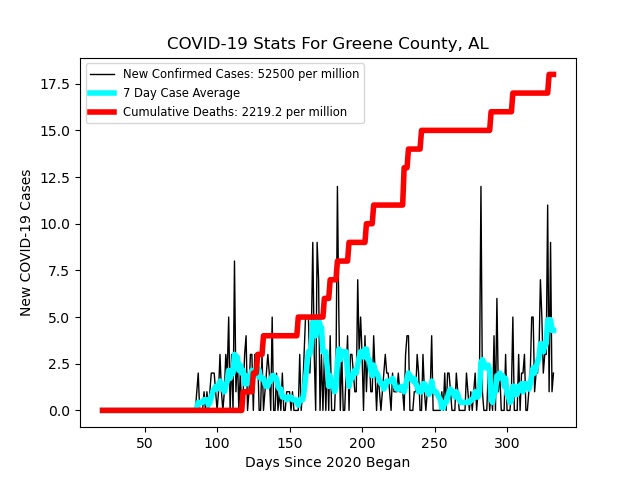 COVID-19 Stats For Greene County, AL
New Confirmed Cases: 52500 per million
7 Day Case Average
Cumulative Deaths: 2219.2 per million
New COVID-19 Cases
17.5
15.0
12.5
10.0
7.5
5.0
2.5
0.0
50 100 150 200 250 300
Days Since 2020 Began